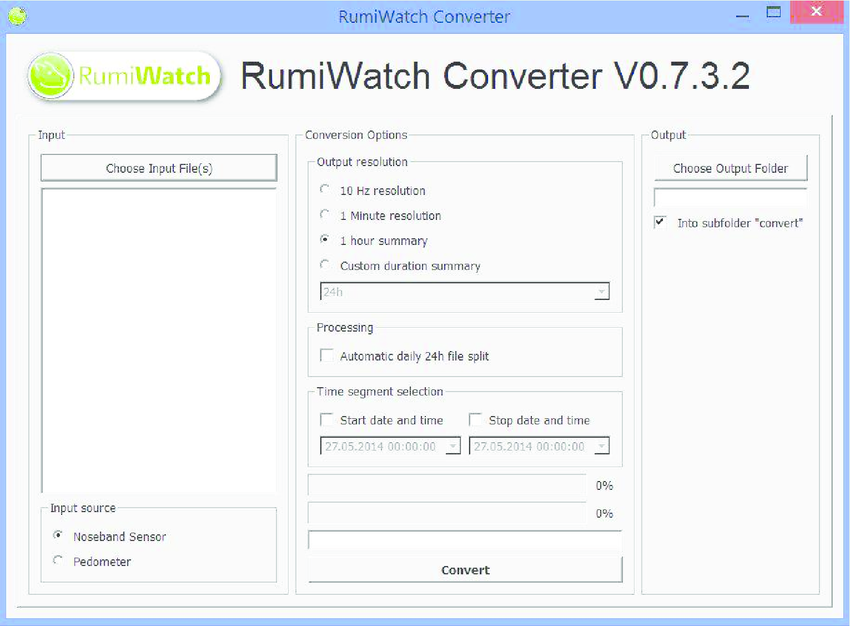 RumiWatch Converter
RumiWatch
RumiWatch Converter V0.7.3.2
Input
Choose Input File(s)
Input source
Noseband Sensor
Pedometer
Conversion Options
Output resolution
10 Hz resolution
1 Minute resolution
1 hour summary
Custom duration summary
24h
Processing
Automatic daily 24h file split
Time segment selection
Start date and time
Stop date and time
27.05.2014 00:00:00
27.05.2014 00:00:00
0%
0%
Convert
Output
Choose Output Folder
Into subfolder "convert"